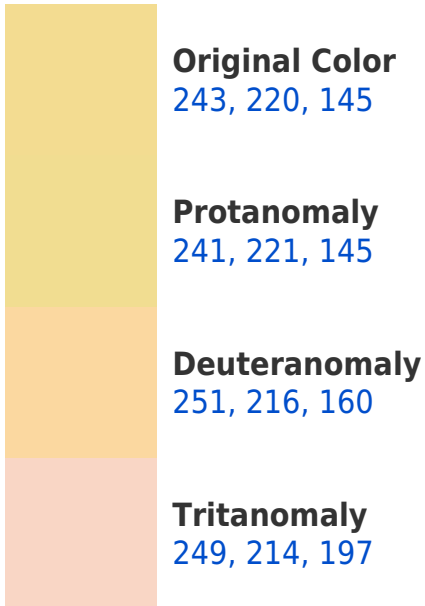 Original Color
243, 220, 145
Protanomaly
241, 221, 145
Deuteranomaly
251, 216, 160
Tritanomaly
249, 214, 197